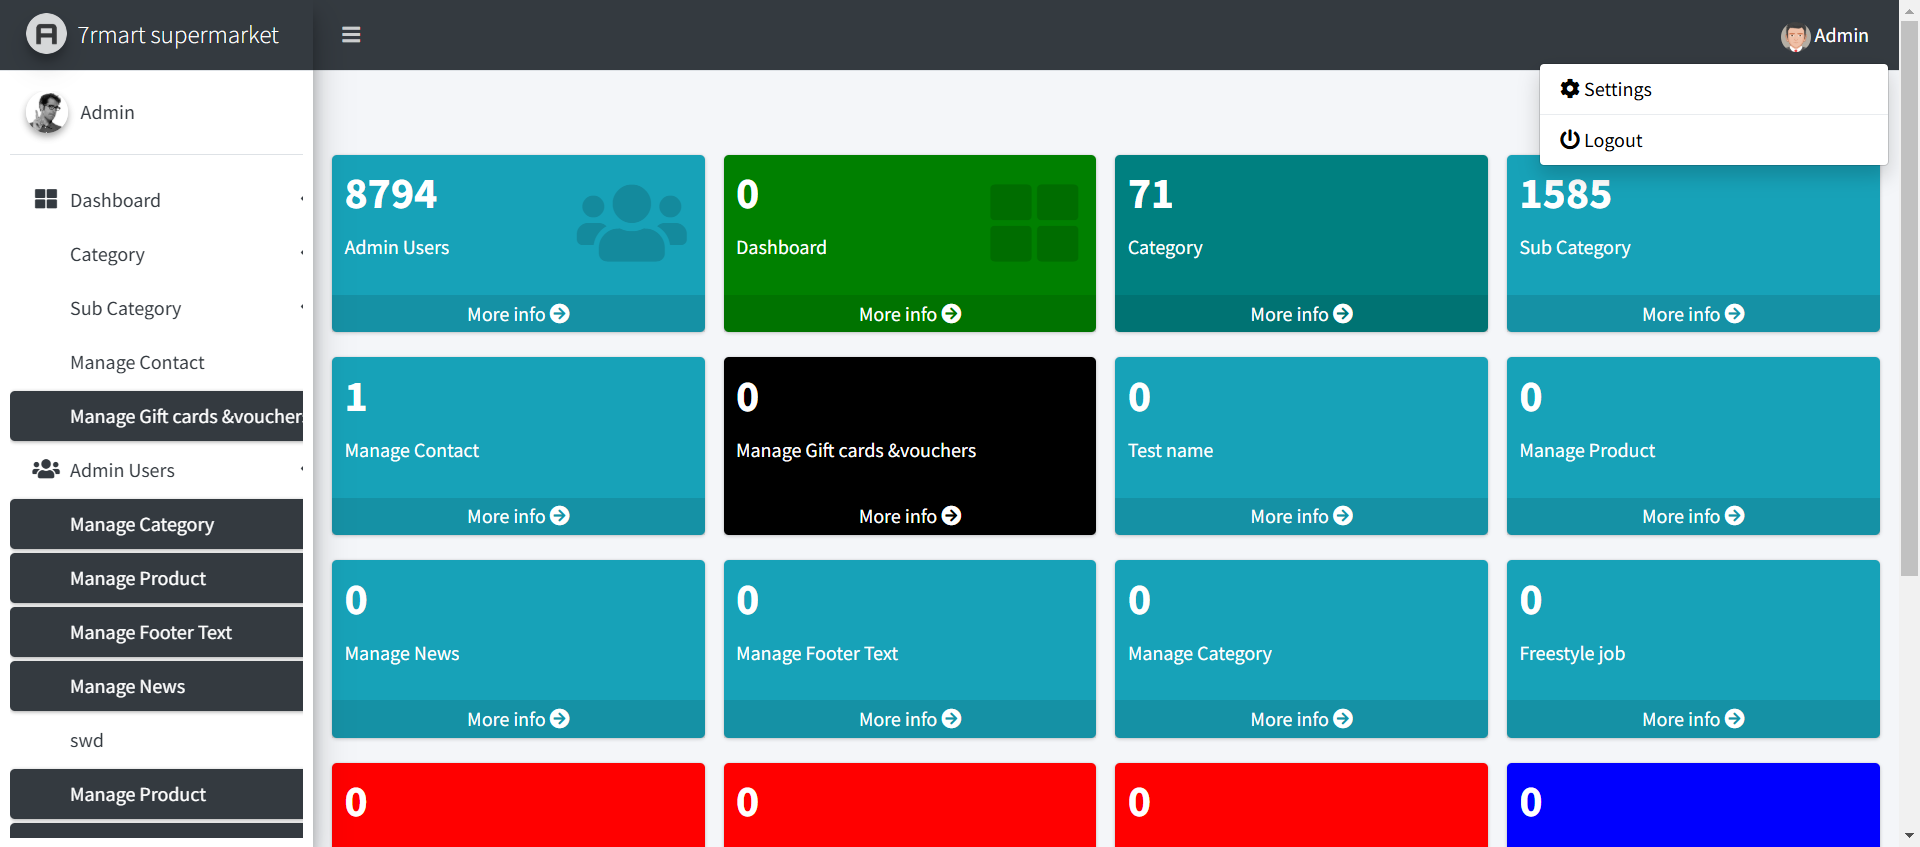 7rmart supermarket
Admin
Settings
Logout
Admin
Dashboard
Category
Sub Category
Manage Contact
Manage Gift cards &vouchers
Admin Users
Manage Category
Manage Product
Manage Footer Text
Manage News
swd
Manage Product
8794
Admin Users
More info
0
Dashboard
More info
71
Category
More info
1585
Sub Category
More info
1
Manage Contact
More info
0
Manage Gift cards &vouchers
More info
0
Test name
More info
0
Manage Product
More info
0
Manage News
More info
0
Manage Footer Text
More info
0
Manage Category
More info
0
Freestyle job
More info
0
0
0
0